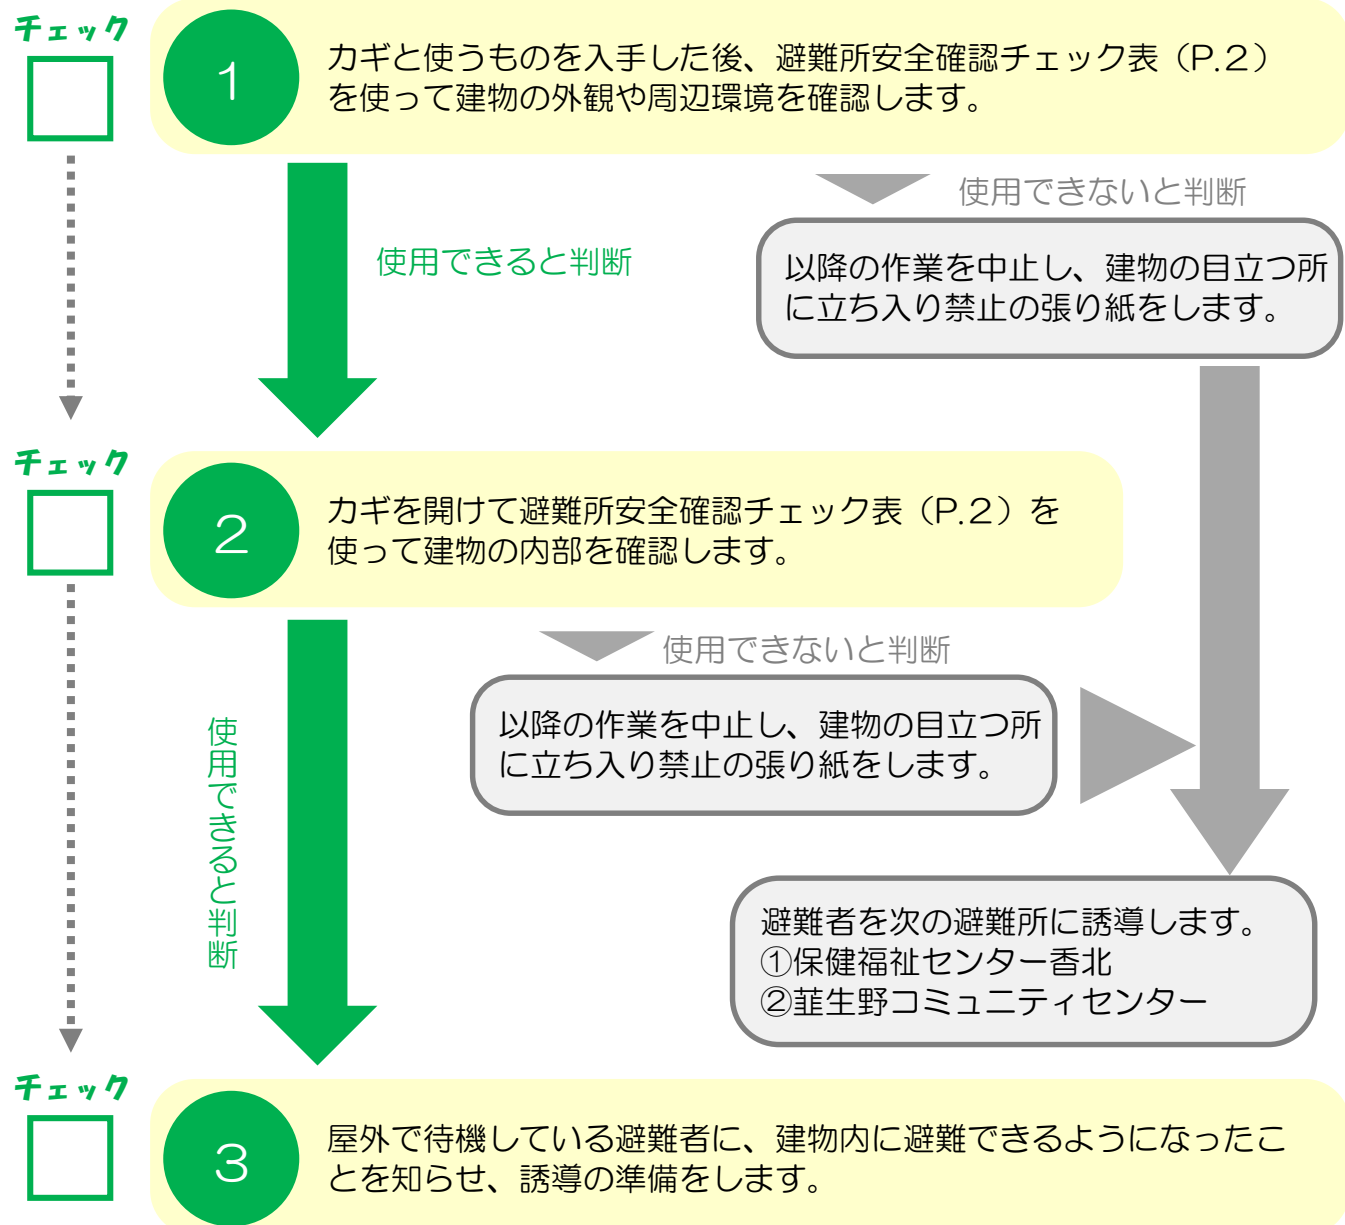 チェック
1
カギと使うものを入手した後、避難所安全確認チェック表（P.2）
を使って建物の外観や周辺環境を確認します。
使用できないと判断
使用できると判断
以降の作業を中止し、建物の目立つ所
に立ち入り禁止の張り紙をします。
チェック
2
カギを開けて避難所安全確認チェック表（P.2）を
使って建物の内部を確認します。
使用できないと判断
以降の作業を中止し、建物の目立つ所
に立ち入り禁止の張り紙をします。
使用できると判断
避難者を次の避難所に誘導します。
①保健福祉センター香北
②韮生野コミュニティセンター
チェック
3
屋外で待機している避難者に、建物内に避難できるようになったこ
とを知らせ、誘導の準備をします。